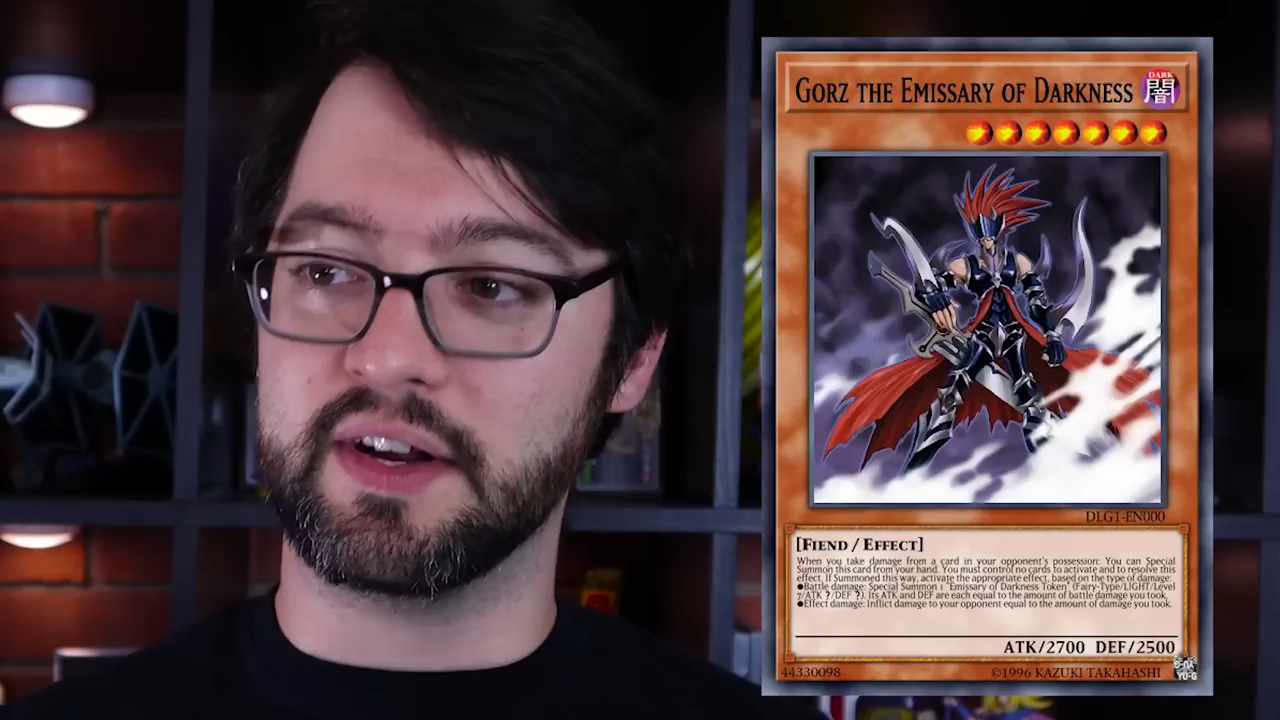 GORZ THE EMISSARY OF DARKNESS
DARK
闇
DLG1-EN000
[FIEND / EFFECT]
When you take damage from a card in your opponent's possession: You can Special
Summon this card from your hand. You must control no cards to activate and to resolve this
effect. If Summoned this way, activate the appropriate effect, based on the type of damage:
●Battle damage: Special Summon 1 "Emissary of Darkness Token" (Fairy-Type/LIGHT/Level
7/ATK ?/DEF ?). Its ATK and DEF are each equal to the amount of battle damage you took.
●Effect damage: Inflict damage to your opponent equal to the amount of damage you took.
ATK/2700 DEF/2500
44330098
©1996 KAZUKI TAKAHASHI